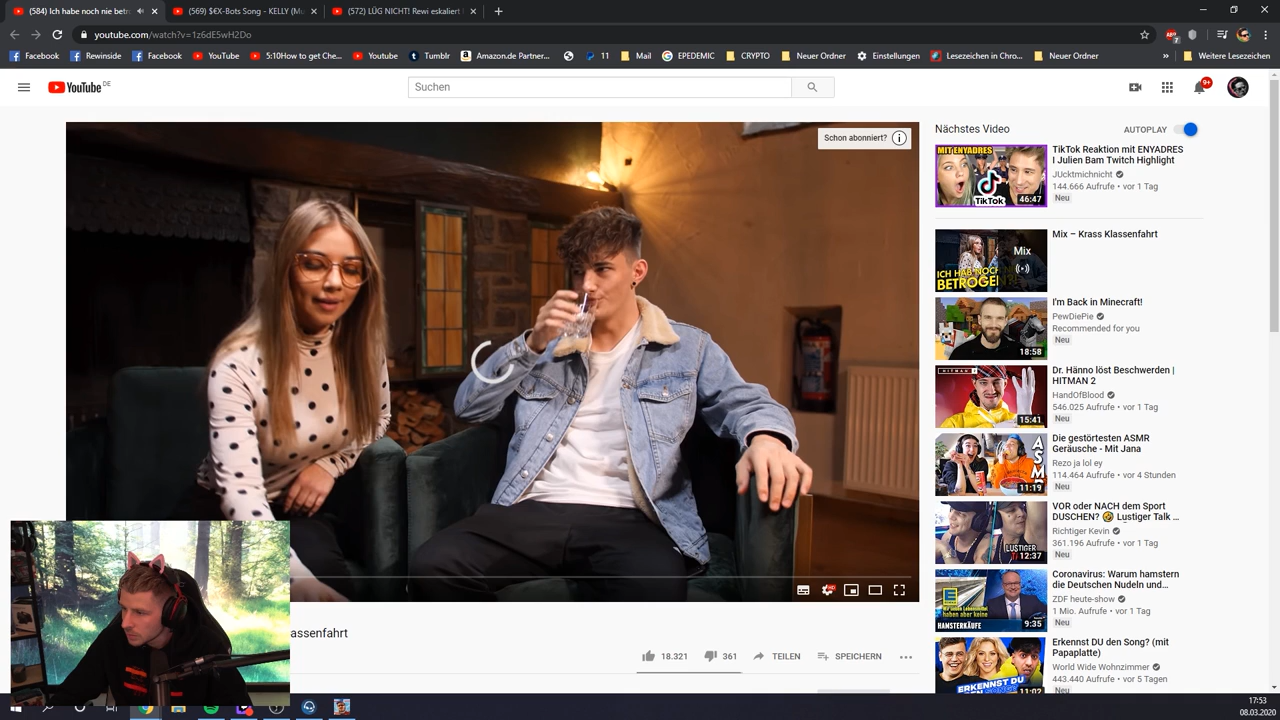 (584) Ich habe noch nie betr
(569) $€X-Bots Song - KELLY (Mu
(572) LÜG NICHT! Rewi eskaliert
youtube.com/watch?v=1z6dE5wH2Do
Facebook
Rewinside
Facebook
YouTube
5:10How to get Che...
Youtube
Tumblr
Amazon.de Partner...
11
Mail
EPEDEMIC
CRYPTO
Neuer Ordner
Einstellungen
Lesezeichen in Chro...
Neuer Ordner
»
Weitere Lesezeichen
YouTube DE
Suchen
9+
Schon abonniert?
HD
assenfahrt
18.321
361
TEILEN
SPEICHERN
Nächstes Video
AUTOPLAY
MIT ENYADRES
TikTok
46:47
TikTok Reaktion mit ENYADRES
I Julien Bam Twitch Highlight
JUcktmichnicht
144.666 Aufrufe • vor 1 Tag
Neu
ICH HAB NOCH
BETROGE
Mix
Mix – Krass Klassenfahrt
18:58
I'm Back in Minecraft!
PewDiePie
Recommended for you
Neu
HITMAN 2
15:41
Dr. Hänno löst Beschwerden |
HITMAN 2
HandOfBlood
546.025 Aufrufe • vor 1 Tag
Neu
ASM
11:19
Die gestörtesten ASMR
Geräusche - Mit Jana
Rezo ja lol ey
114.464 Aufrufe • vor 4 Stunden
Neu
LUSTIGER
12:37
VOR oder NACH dem Sport
DUSCHEN? 🤣 Lustiger Talk ...
Richtiger Kevin
361.196 Aufrufe • vor 1 Tag
Neu
HAMSTERKÄUFE
9:35
Coronavirus: Warum hamstern
die Deutschen Nudeln und...
ZDF heute-show
1 Mio. Aufrufe • vor 1 Tag
Neu
ERKENNST DU
11:02
Erkennst DU den Song? (mit
Papaplatte)
World Wide Wohnzimmer
443.440 Aufrufe • vor 5 Tagen
Neu
17:53
08.03.2020